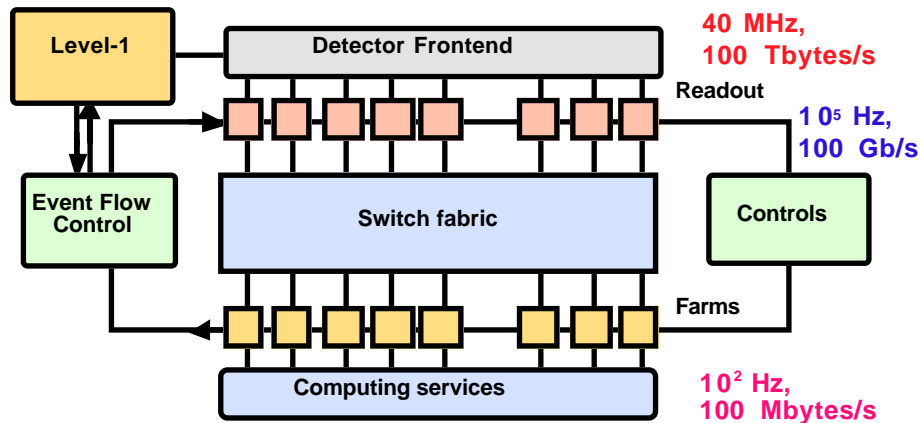 Level-1
Detector Frontend
40 MHz,
100 Tbytes/s
Readout
10⁵ Hz,
100 Gb/s
Event Flow
Control
Switch fabric
Controls
Farms
Computing services
10² Hz,
100 Mbytes/s